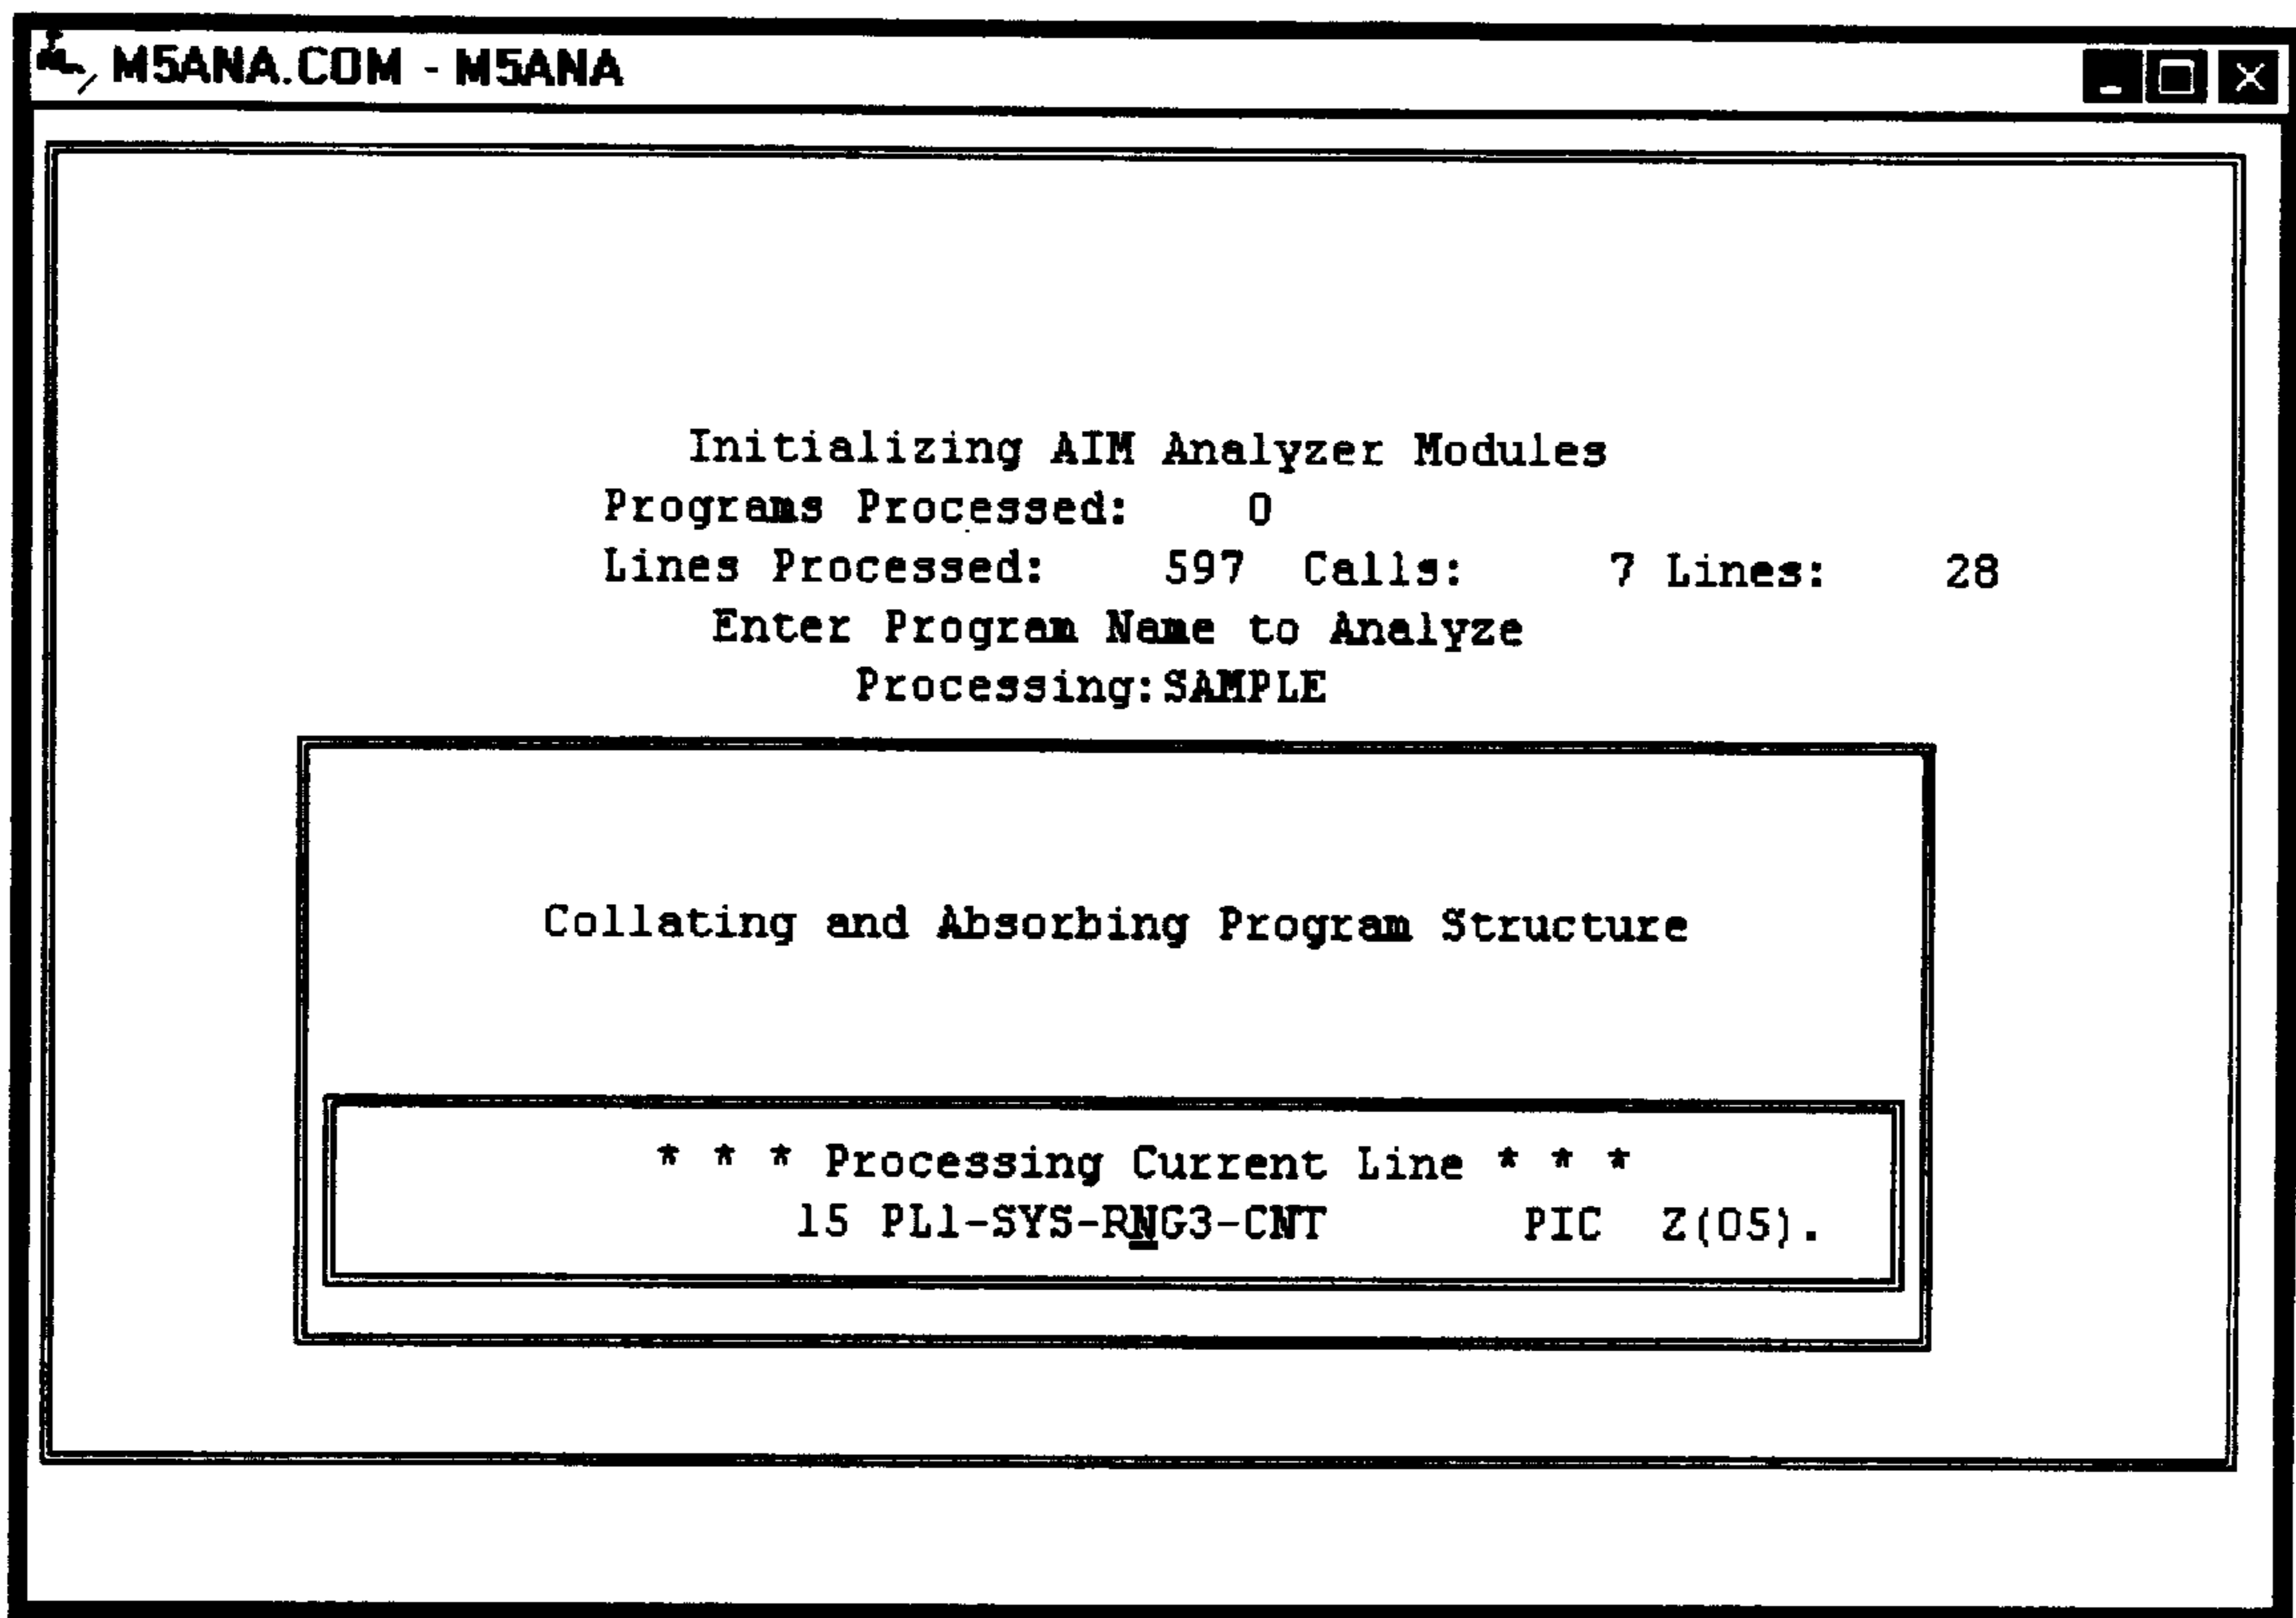 M5ANA.COM - M5ANA
Initializing AIM Analyzer Modules
Programs Processed: 0
Lines Processed: 597 Calls: 7 Lines: 28
Enter Program Name to Analyze
Processing:SAMPLE
Collating and Absorbing Program Structure
* * * Processing Current Line * * *
15 PL1-SYS-RNG3-CNT PIC Z(05).